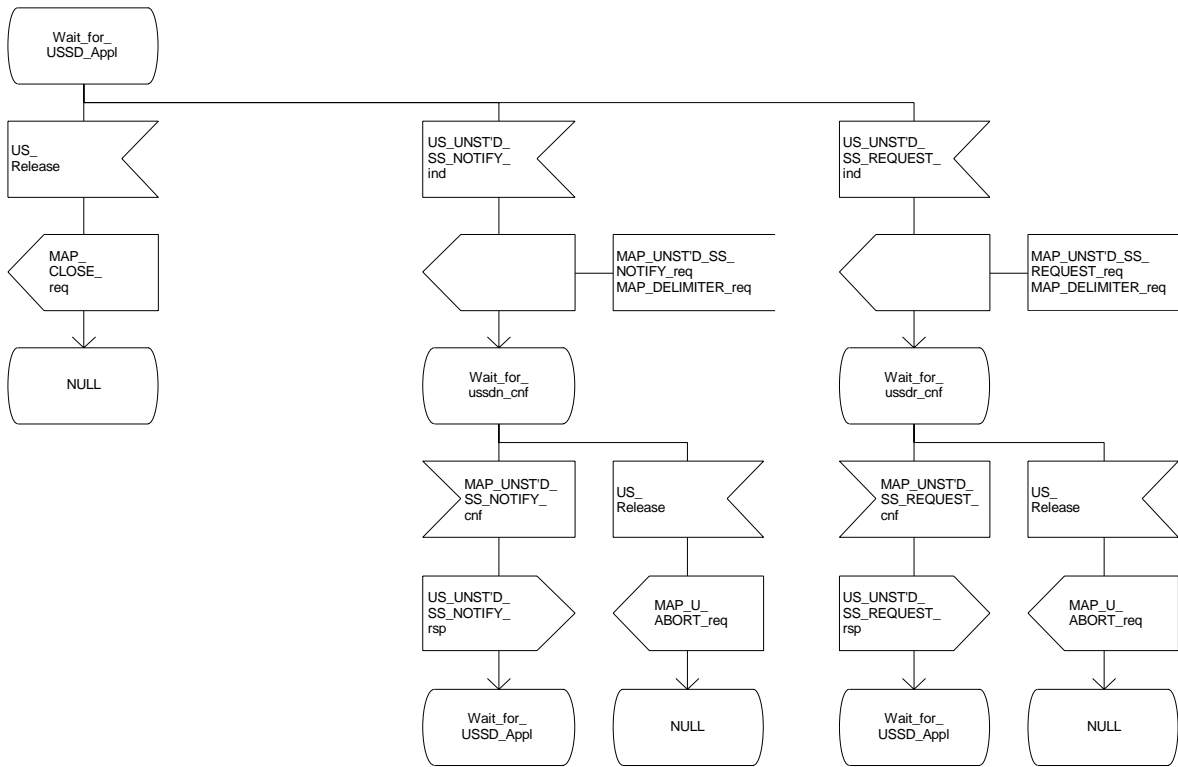 Wait_for_
USSD_Appl
US_
Release
US_UNST'D_
SS_NOTIFY_
ind
US_UNST'D_
SS_REQUEST_
ind
MAP_
CLOSE_
req
MAP_UNST'D_SS_
NOTIFY_req
MAP_DELIMITER_req
MAP_UNST'D_SS_
REQUEST_req
MAP_DELIMITER_req
NULL
Wait_for_
ussdn_cnf
Wait_for_
ussdr_cnf
MAP_UNST'D_
SS_NOTIFY_
cnf
US_
Release
MAP_UNST'D_
SS_REQUEST_
cnf
US_
Release
US_UNST'D_
SS_NOTIFY_
rsp
MAP_U_
ABORT_req
US_UNST'D_
SS_REQUEST_
rsp
MAP_U_
ABORT_req
Wait_for_
USSD_Appl
NULL
Wait_for_
USSD_Appl
NULL